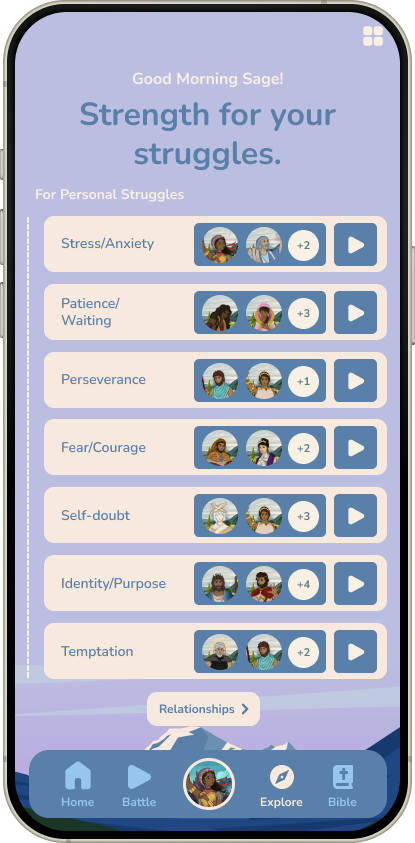 Good Morning Sage!
Strength for your
struggles.
For Personal Struggles
Stress/Anxiety
+2
Patience/
Waiting
+3
Perseverance
+1
Fear/Courage
+2
Self-doubt
+3
Identity/Purpose
+4
Temptation
+2
Relationships
Home
Battle
Explore
Bible